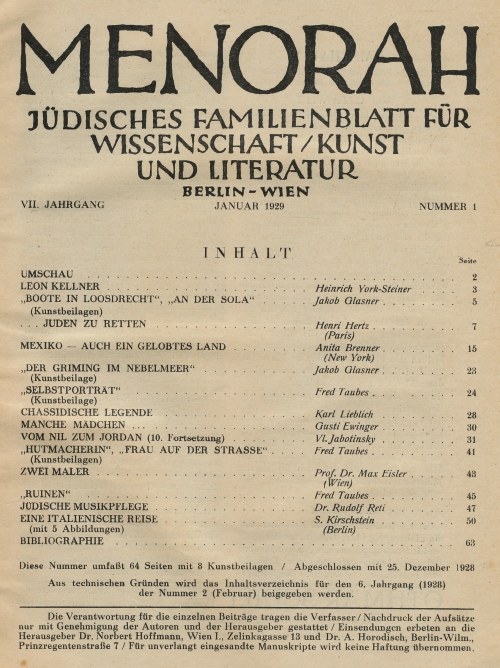 MENORAH
JÜDISCHES FAMILIENBLATT FÜR
WISSENSCHAFT/KUNST
UND LITERATUR
BERLIN-WIEN
VII. JAHRGANG JANUAR 1929 NUMMER 1
INHALT
Seite
UMSCHAU . . . 2
LEON KELLNER . . . Heinrich York-Steiner . . . 3
„BOOTE IN LOOSDRECHT“, „AN DER SOLA“ Jakob Glasner . . . 5
(Kunstbeilagen)
. . . JUDEN ZU RETTEN . . . Henri Hertz . . . 7
(Paris)
MEXIKO — AUCH EIN GELOBTES LAND . . . Anita Brenner . . . 15
(New York)
„DER GRIMING IM NEBELMEER“ . . . Jakob Glasner . . . 23
(Kunstbeilage)
„SELBSTPORTRÄT“ . . . Fred Taubes . . . 24
(Kunstbeilage)
CHASSIDISCHE LEGENDE . . . Karl Lieblich . . . 28
MANCHE MÄDCHEN . . . Gusti Ewinger . . . 30
VOM NIL ZUM JORDAN (10. Fortsetzung) . . . Vl. Jabotinsky . . . 31
„HUTMACHERIN“, „FRAU AUF DER STRASSE“ . . . Fred Taubes . . . 41
(Kunstbeilagen)
ZWEI MALER . . . Prof. Dr. Max Eisler . . . 43
(Wien)
„RUINEN“ . . . Fred Taubes . . . 45
JÜDISCHE MUSIKPFLEGE . . . Dr. Rudolf Reti . . . 47
EINE ITALIENISCHE REISE . . . S. Kirschstein . . . 50
(mit 5 Abbildungen) (Berlin)
BIBLIOGRAPHIE . . . 63
Diese Nummer umfaßt 64 Seiten mit 8 Kunstbeilagen / Abgeschlossen mit 25. Dezember 1928
Aus technischen Gründen wird das Inhaltsverzeichnis für den 6. Jahrgang (1928)
der Nummer 2 (Februar) beigegeben werden.
Die Verantwortung für die einzelnen Beiträge tragen die Verfasser / Nachdruck der Aufsätze
nur mit Genehmigung der Autoren und der Herausgeber gestattet / Einsendungen erbeten an die
Herausgeber Dr. Norbert Hoffmann, Wien I., Zelinkagasse 13 und Dr. A. Horodisch, Berlin-Wilm.,
Prinzregentenstraße 7 / Für unverlangt eingesandte Manuskripte wird keine Haftung übernommen.